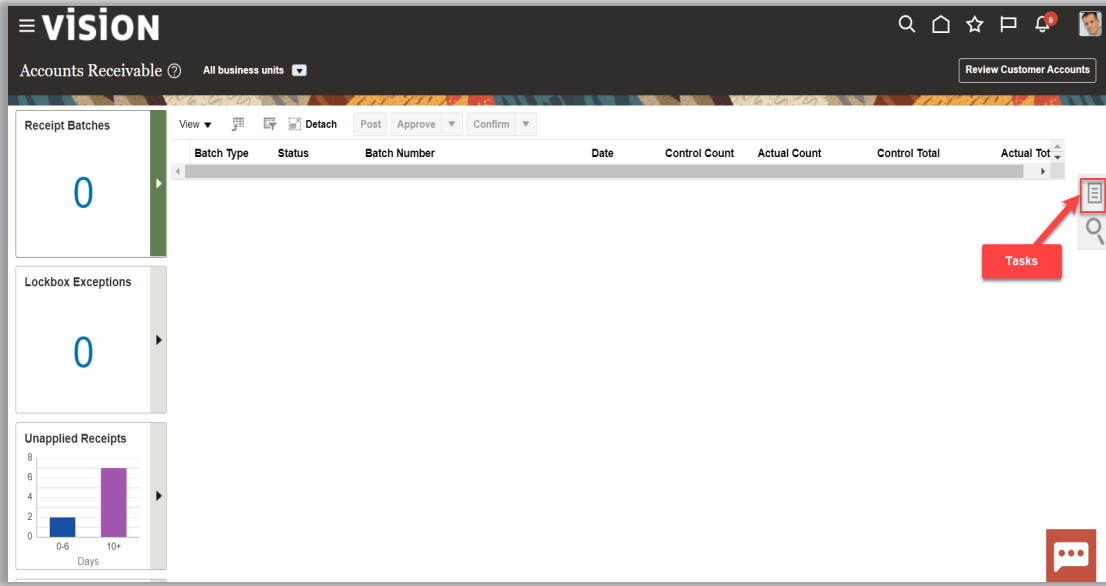 VISION
6
Accounts Receivable ?
All business units
Review Customer Accounts
Receipt Batches
0
View
Detach
Post
Approve
Confirm
Batch Type Status Batch Number Date Control Count Actual Count Control Total Actual Tot
Tasks
Lockbox Exceptions
0
Unapplied Receipts
8
6
4
2
0
0-6 10+
Days